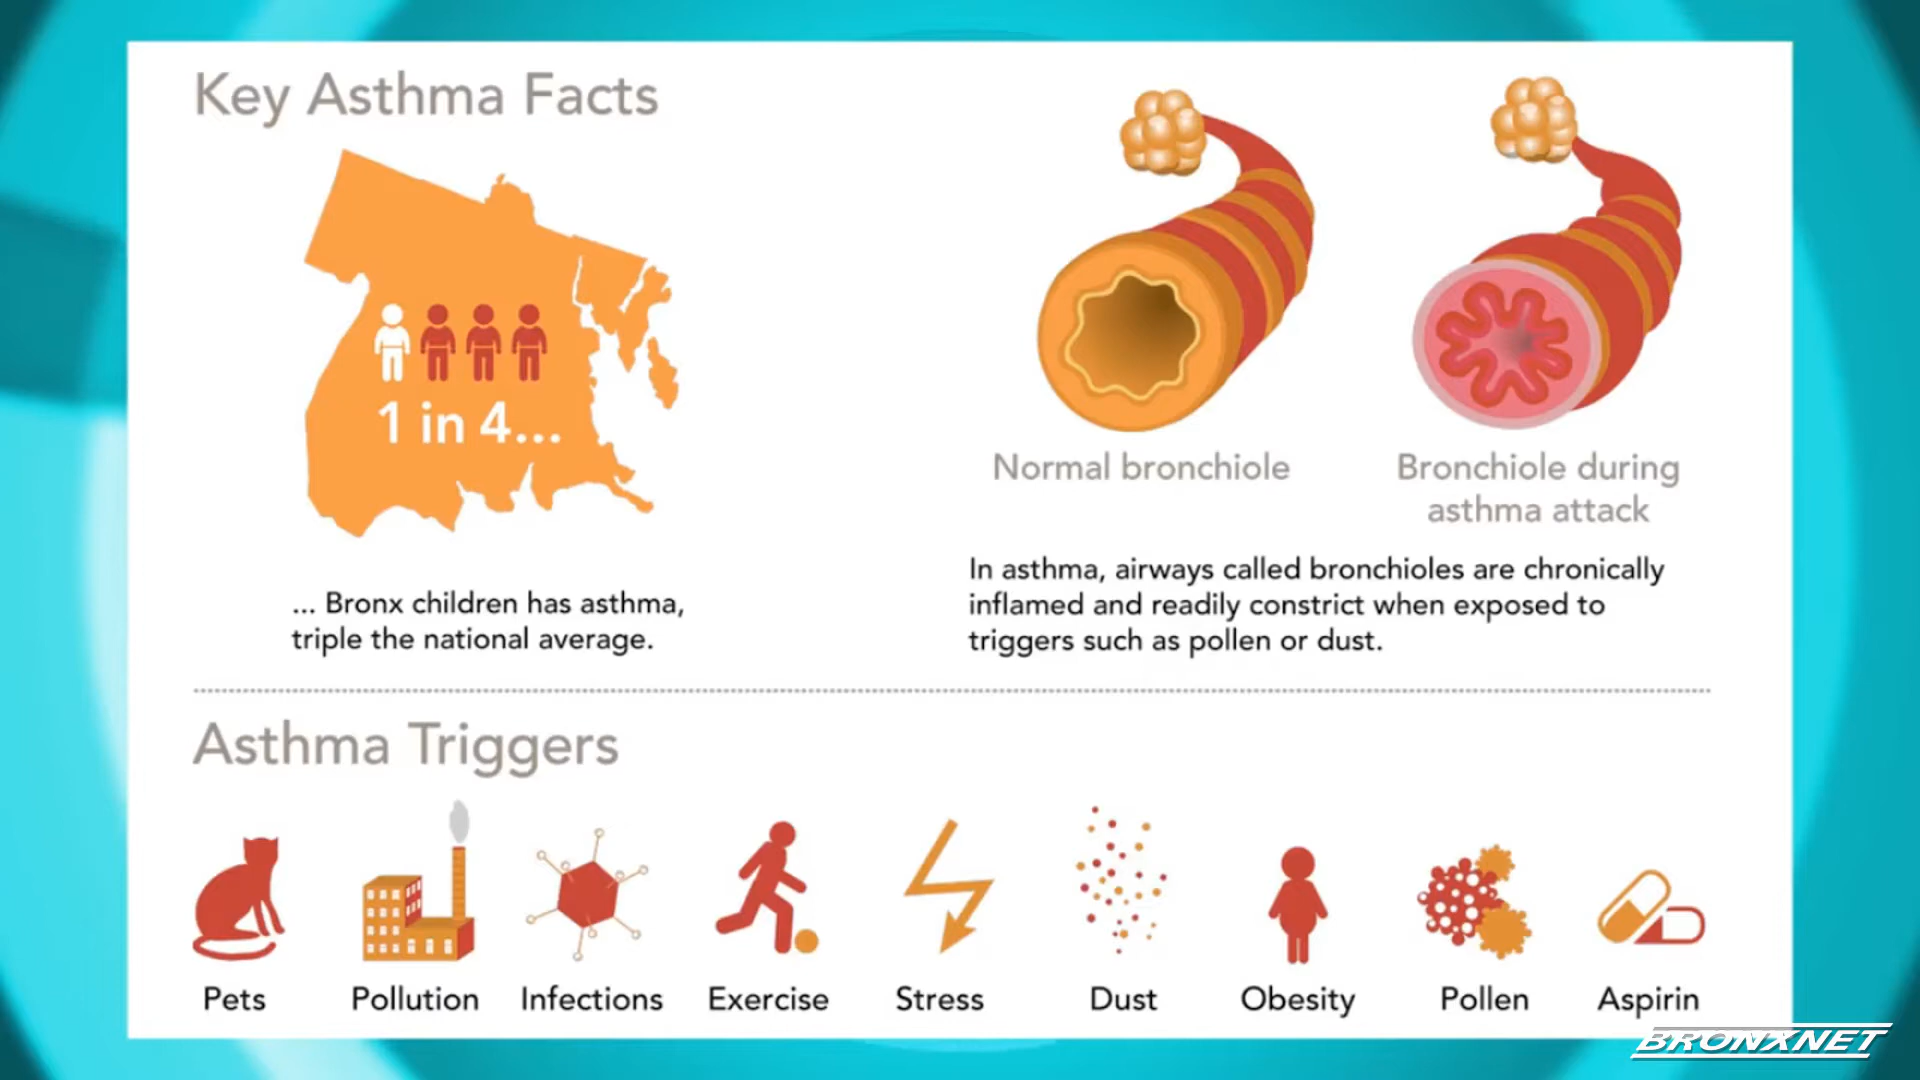 Key Asthma Facts
1 in 4...
... Bronx children has asthma,
triple the national average.
Normal bronchiole
Bronchiole during
asthma attack
In asthma, airways called bronchioles are chronically
inflamed and readily constrict when exposed to
triggers such as pollen or dust.
Asthma Triggers
Pets
Pollution
Infections
Exercise
Stress
Dust
Obesity
Pollen
Aspirin
BRONXNET